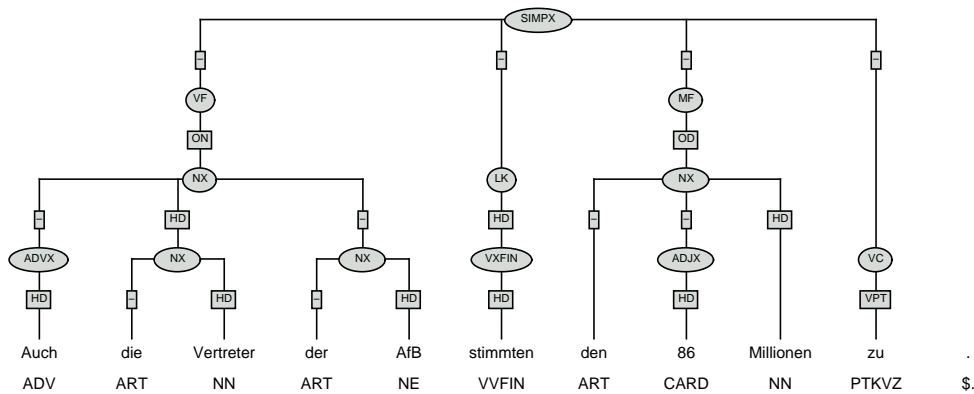 SIMPX
– – – –
VF MF
ON OD
NX LK NX
– HD – HD – – HD
ADVX NX NX VXFIN ADJX VC
HD – HD – HD HD HD VPT
Auch die Vertreter der AfB stimmten den 86 Millionen zu .
ADV ART NN ART NE VVFIN ART CARD NN PTKVZ $.